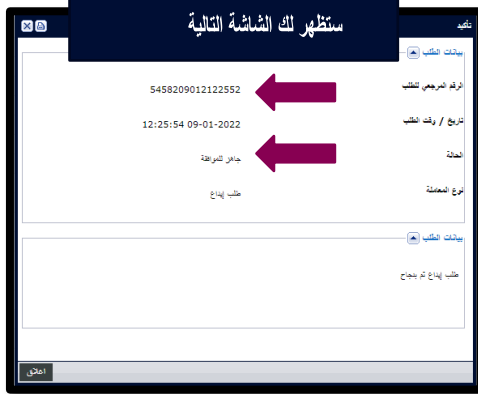 ستظهر لك الشاشة التالية
تأكيد
بيانات الطلب
الرقم المرجعي للطلب
5458209012122552
تاريخ / وقت الطلب
12:25:54 09-01-2022
الحالة
جاهز للموافقة
نوع المعاملة
طلب إيداع
بيانات الطلب
طلب إيداع تم بنجاح
اغلاق